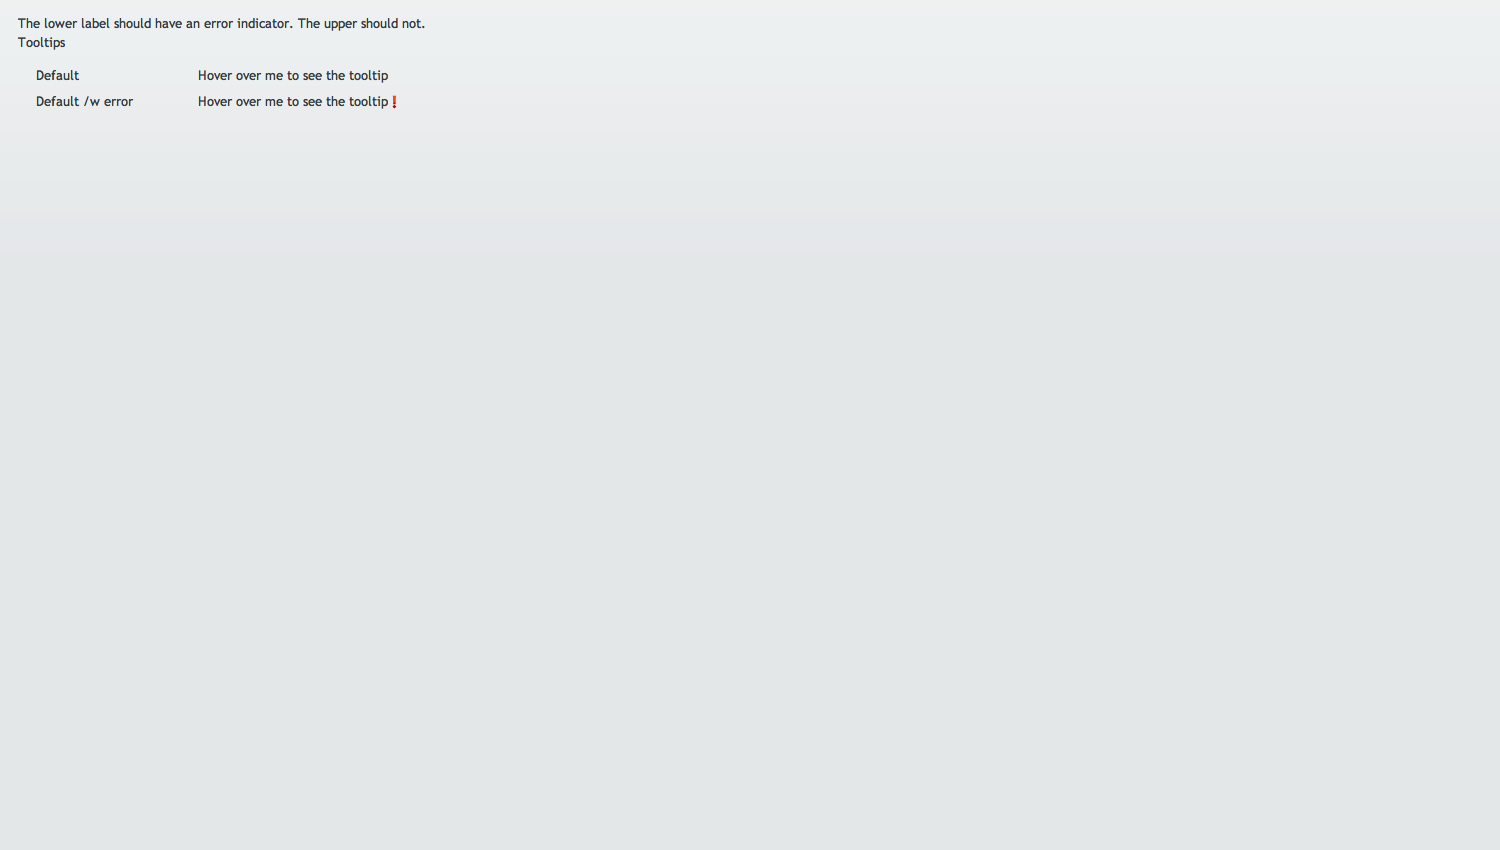 The lower label should have an error indicator. The upper should not.
Tooltips
Default Hover over me to see the tooltip
Default /w error Hover over me to see the tooltip!